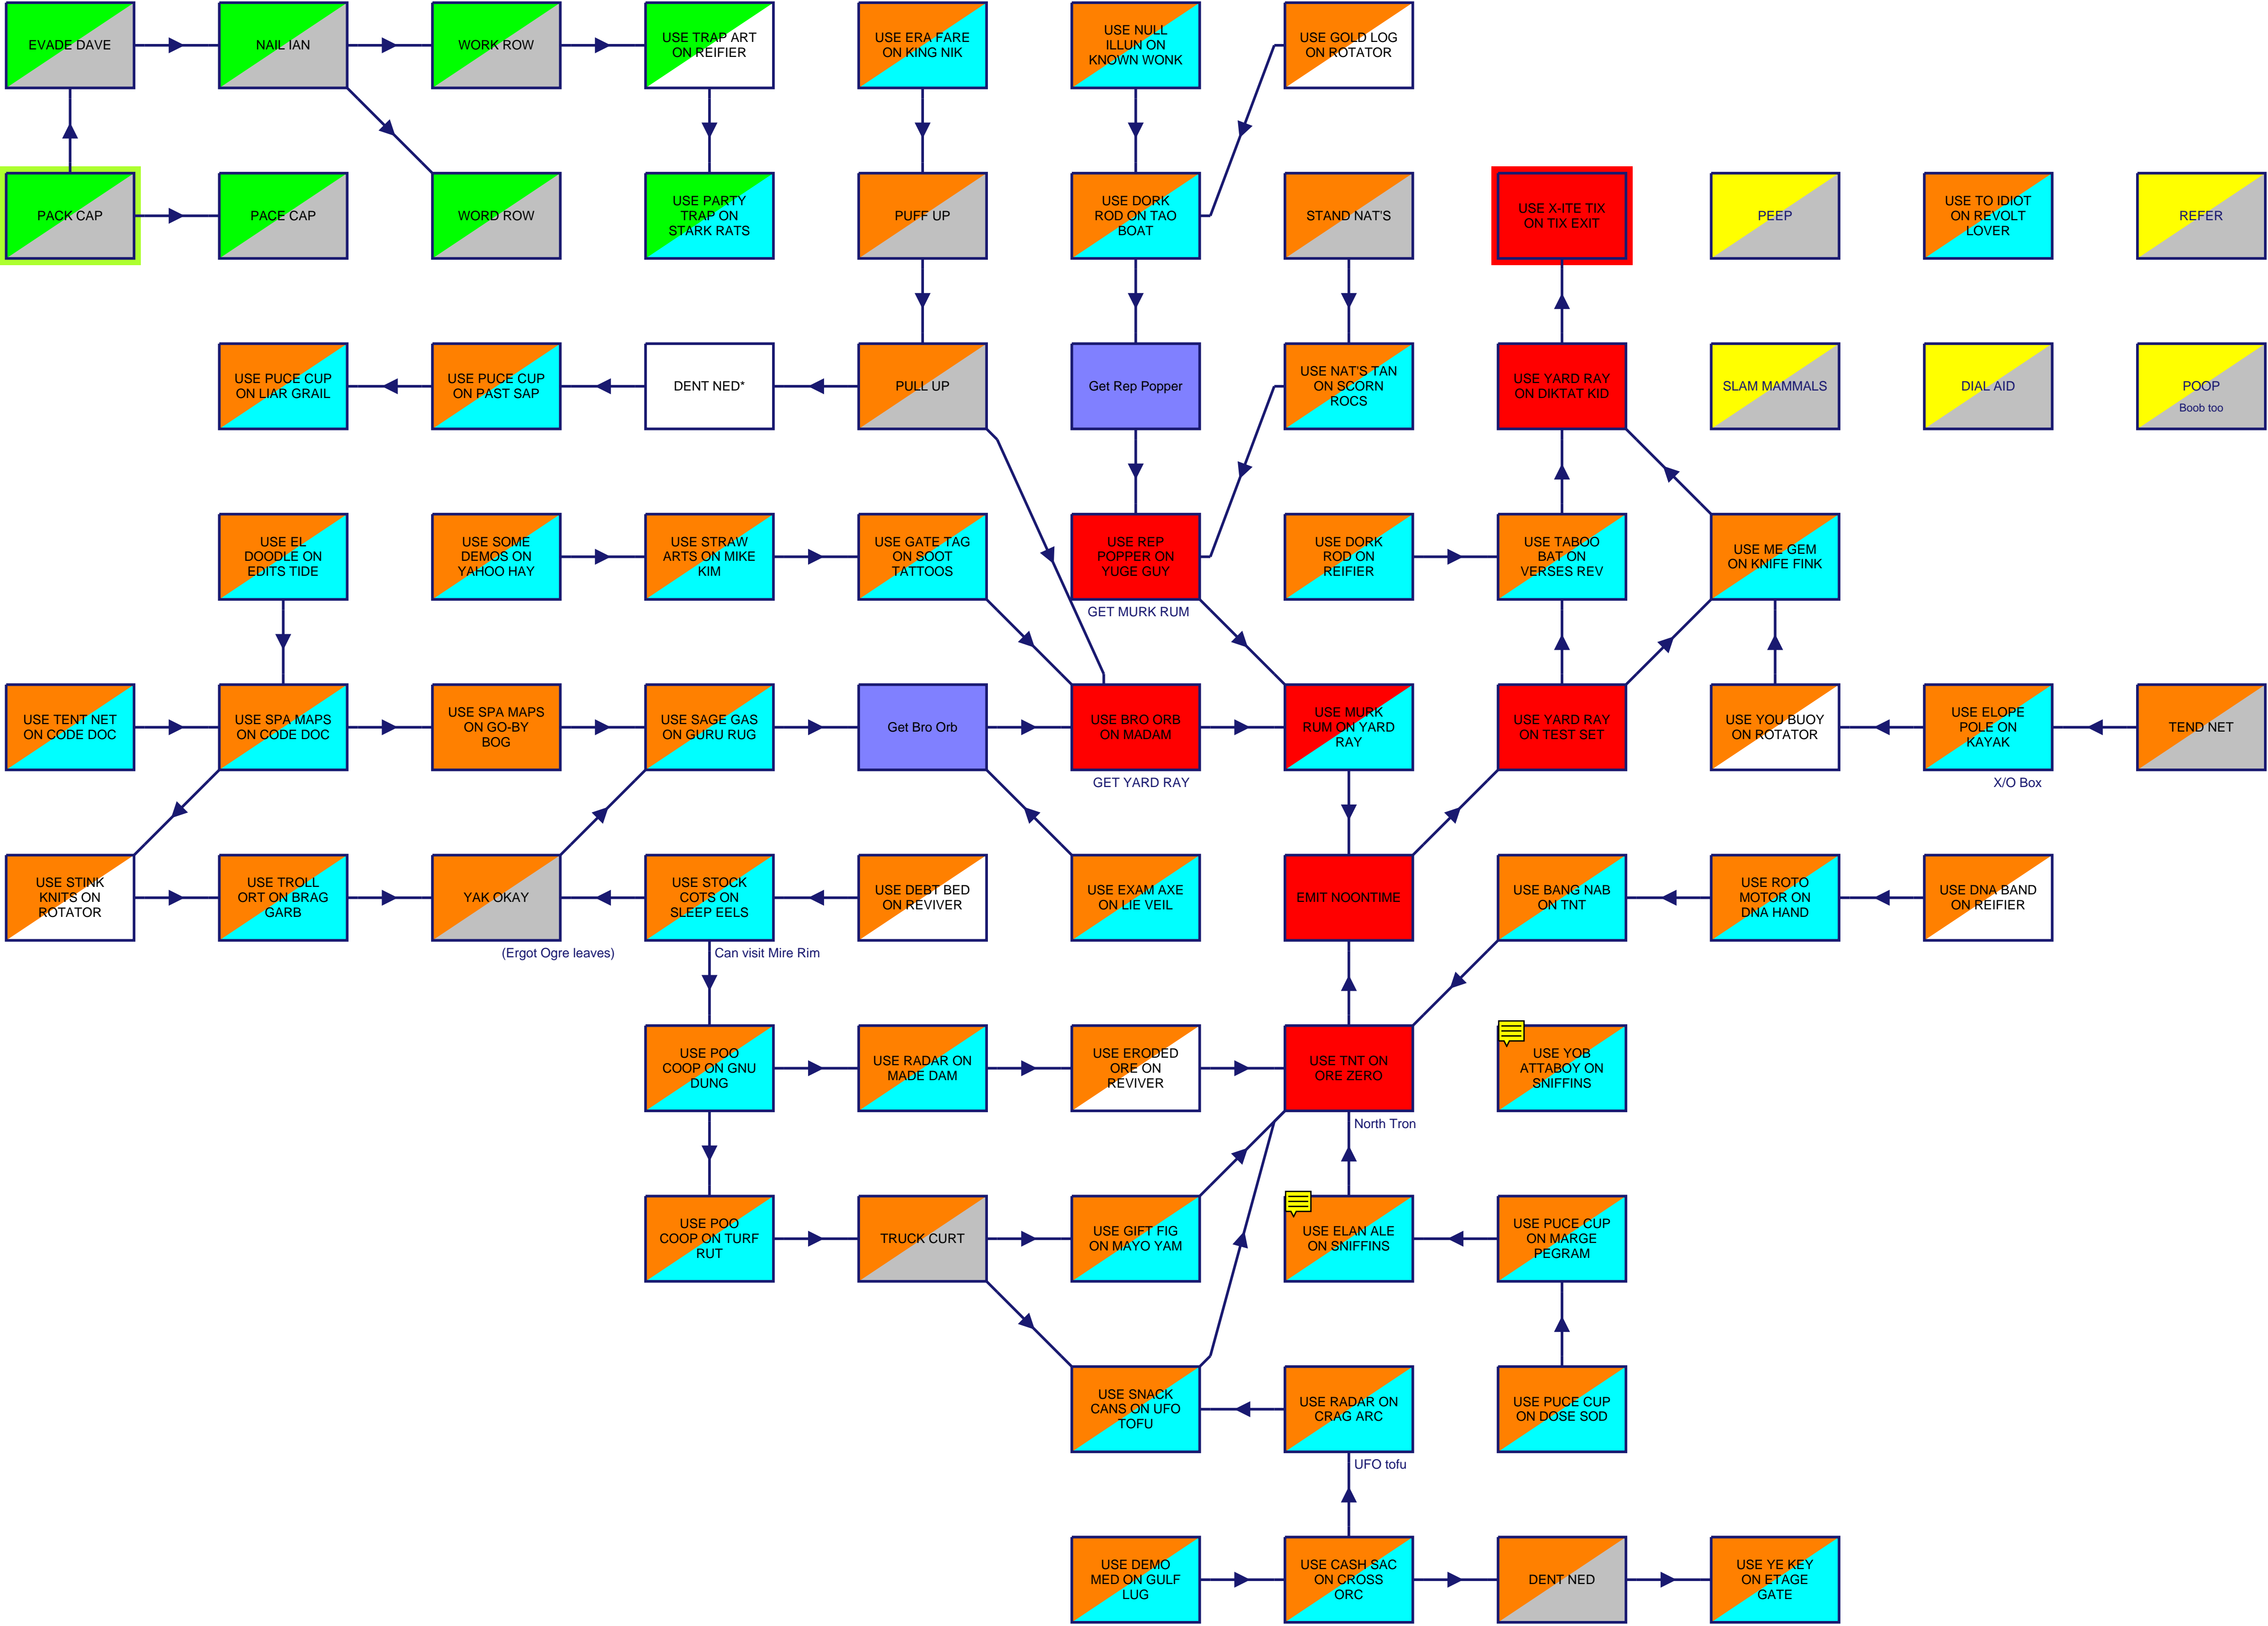 EVADE DAVE
NAIL IAN
WORK ROW
USE TRAP ART
ON REIFIER
USE ERA FARE
ON KING NIK
USE NULL
ILLUN ON
KNOWN WONK
USE GOLD LOG
ON ROTATOR
PACK CAP
PACE CAP
WORD ROW
USE PARTY
TRAP ON
STARK RATS
PUFF UP
USE DORK
ROD ON TAO
BOAT
STAND NAT'S
USE X-ITE TIX
ON TIX EXIT
PEEP
USE TO IDIOT
ON REVOLT
LOVER
REFER
USE PUCE CUP
ON LIAR GRAIL
USE PUCE CUP
ON PAST SAP
DENT NED*
PULL UP
Get Rep Popper
USE NAT'S TAN
ON SCORN
ROCS
USE YARD RAY
ON DIKTAT KID
SLAM MAMMALS
DIAL AID
POOP
Boob too
USE EL
DOODLE ON
EDITS TIDE
USE SOME
DEMOS ON
YAHOO HAY
USE STRAW
ARTS ON MIKE
KIM
USE GATE TAG
ON SOOT
TATTOOS
USE REP
POPPER ON
YUGE GUY
GET MURK RUM
USE DORK
ROD ON
REIFIER
USE TABOO
BAT ON
VERSES REV
USE ME GEM
ON KNIFE FINK
USE TENT NET
ON CODE DOC
USE SPA MAPS
ON CODE DOC
USE SPA MAPS
ON GO-BY
BOG
USE SAGE GAS
ON GURU RUG
Get Bro Orb
USE BRO ORB
ON MADAM
GET YARD RAY
USE MURK
RUM ON YARD
RAY
USE YARD RAY
ON TEST SET
USE YOU BUOY
ON ROTATOR
USE ELOPE
POLE ON
KAYAK
X/O Box
TEND NET
USE STINK
KNITS ON
ROTATOR
USE TROLL
ORT ON BRAG
GARB
YAK OKAY
(Ergot Ogre leaves)
USE STOCK
COTS ON
SLEEP EELS
Can visit Mire Rim
USE DEBT BED
ON REVIVER
USE EXAM AXE
ON LIE VEIL
EMIT NOONTIME
USE BANG NAB
ON TNT
USE ROTO
MOTOR ON
DNA HAND
USE DNA BAND
ON REIFIER
USE POO
COOP ON GNU
DUNG
USE RADAR ON
MADE DAM
USE ERODED
ORE ON
REVIVER
USE TNT ON
ORE ZERO
North Tron
USE YOB
ATTABOY ON
SNIFFINS
USE POO
COOP ON TURF
RUT
TRUCK CURT
USE GIFT FIG
ON MAYO YAM
USE ELAN ALE
ON SNIFFINS
USE PUCE CUP
ON MARGE
PEGRAM
USE SNACK
CANS ON UFO
TOFU
USE RADAR ON
CRAG ARC
UFO tofu
USE PUCE CUP
ON DOSE SOD
USE DEMO
MED ON GULF
LUG
USE CASH SAC
ON CROSS
ORC
DENT NED
USE YE KEY
ON ETAGE
GATE